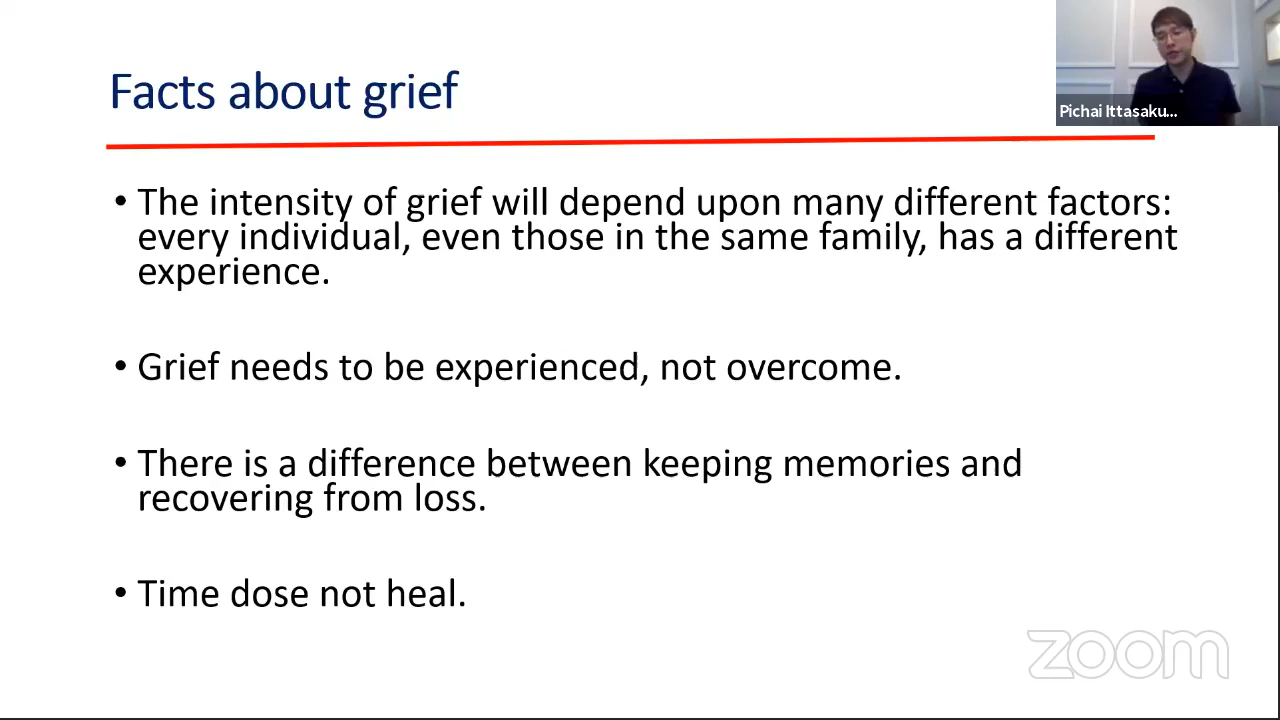 Facts about grief
Pichai Ittasaku...
• The intensity of grief will depend upon many different factors:
every individual, even those in the same family, has a different
experience.
• Grief needs to be experienced, not overcome.
• There is a difference between keeping memories and
recovering from loss.
• Time dose not heal.
zoom